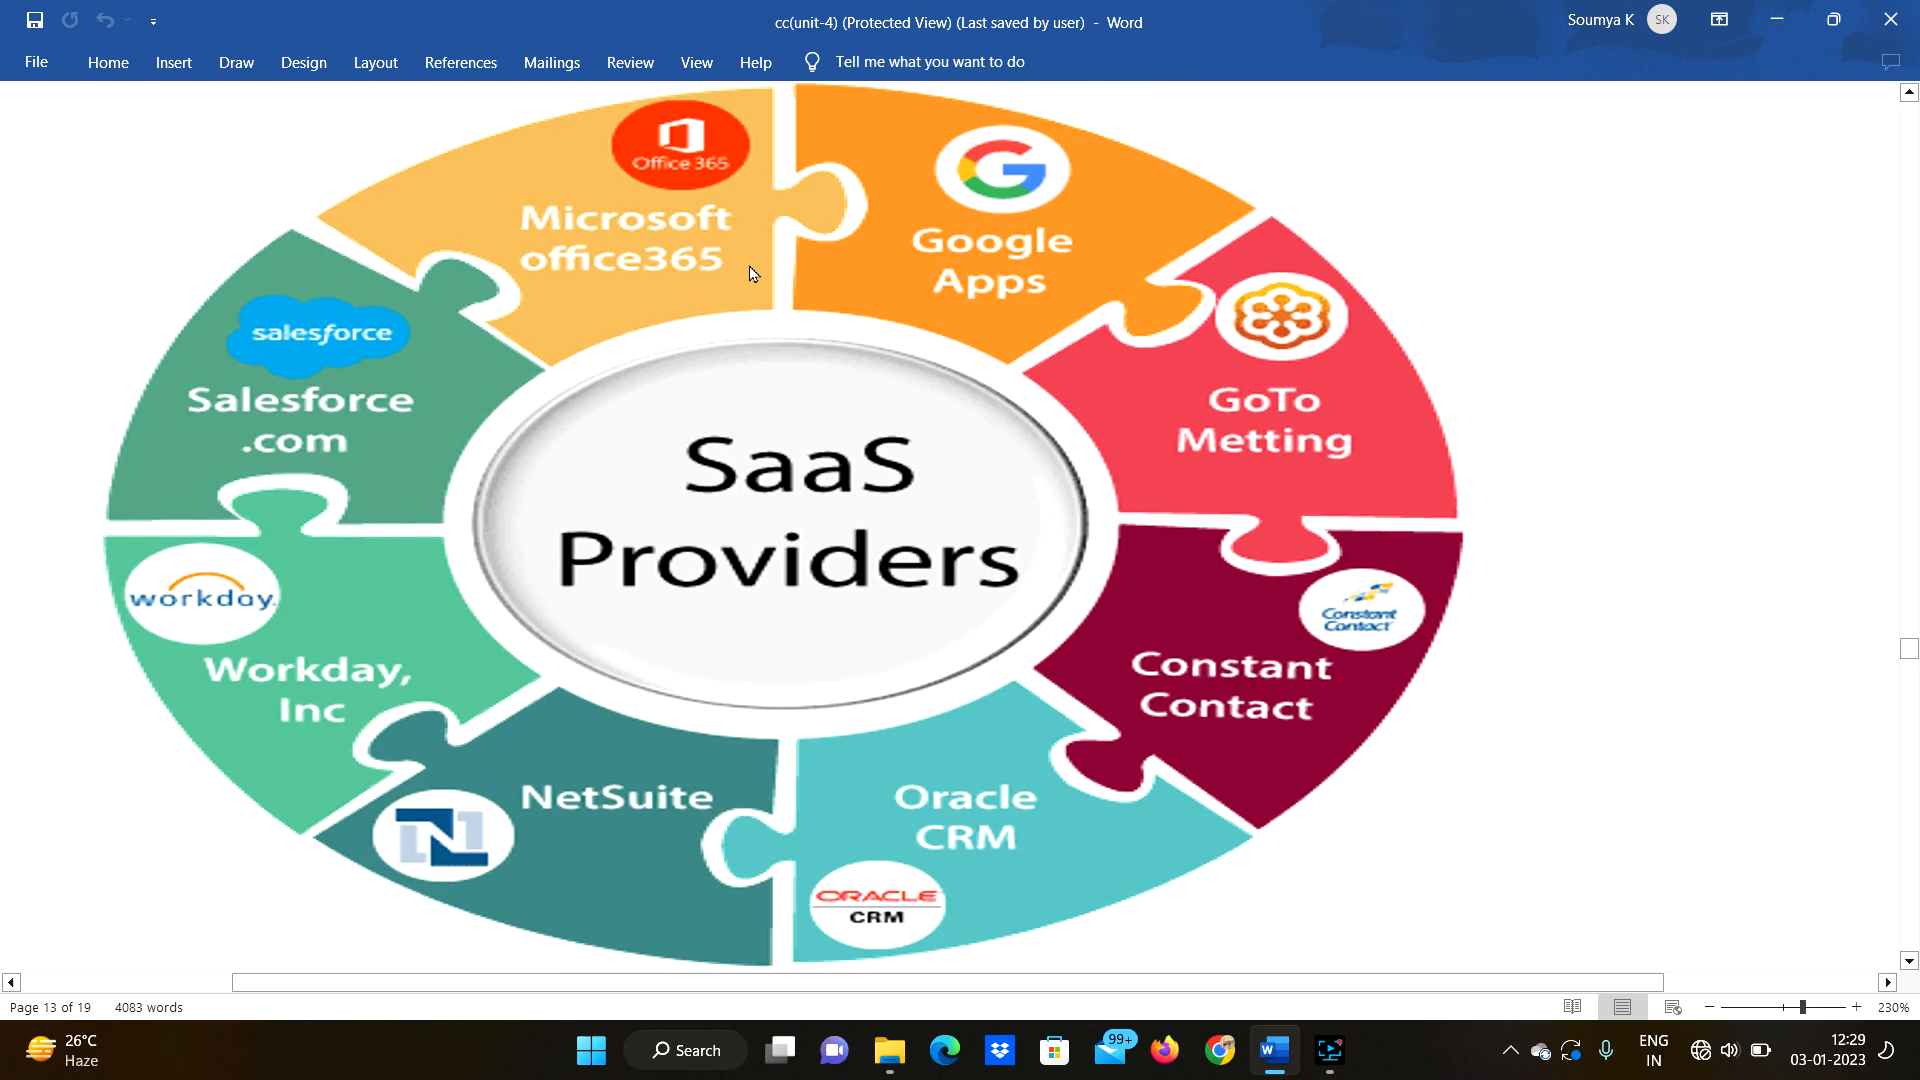 cc(unit-4) (Protected View) (Last saved by user) - Word
Soumya K
SK
File
Home
Insert
Draw
Design
Layout
References
Mailings
Review
View
Help
Tell me what you want to do
Office 365
Microsoft
office365
Google
Apps
salesforce
Salesforce
.com
GoTo
Metting
SaaS
Providers
workday.
Workday,
Inc
Constant
Contact
Constant
Contact
NetSuite
N
Oracle
CRM
ORACLE
CRM
Page 13 of 19
4083 words
230%
26°C
Haze
Search
99+
ENG
IN
12:29
03-01-2023